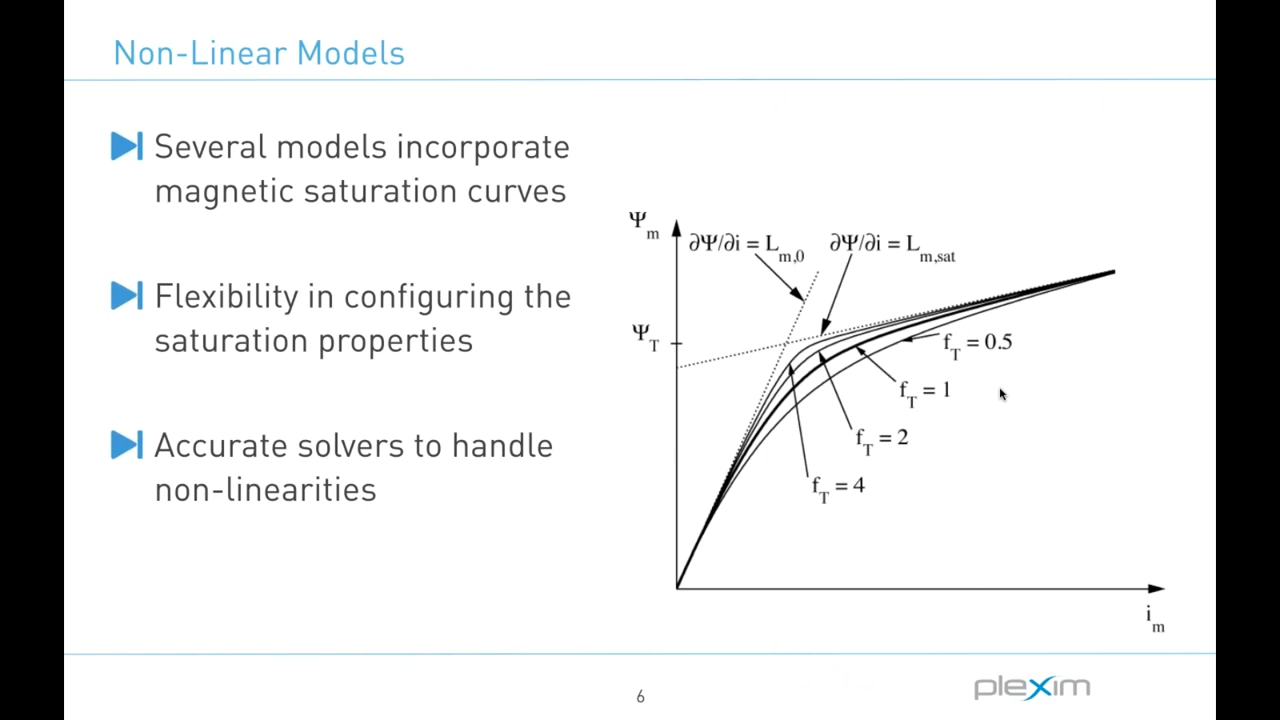 Non-Linear Models
Several models incorporate
magnetic saturation curves
Flexibility in configuring the
saturation properties
Accurate solvers to handle
non-linearities
Ψm
∂Ψ/∂i = Lm,0
∂Ψ/∂i = Lm,sat
ΨT
fT = 0.5
fT = 1
fT = 2
fT = 4
im
6
plexim